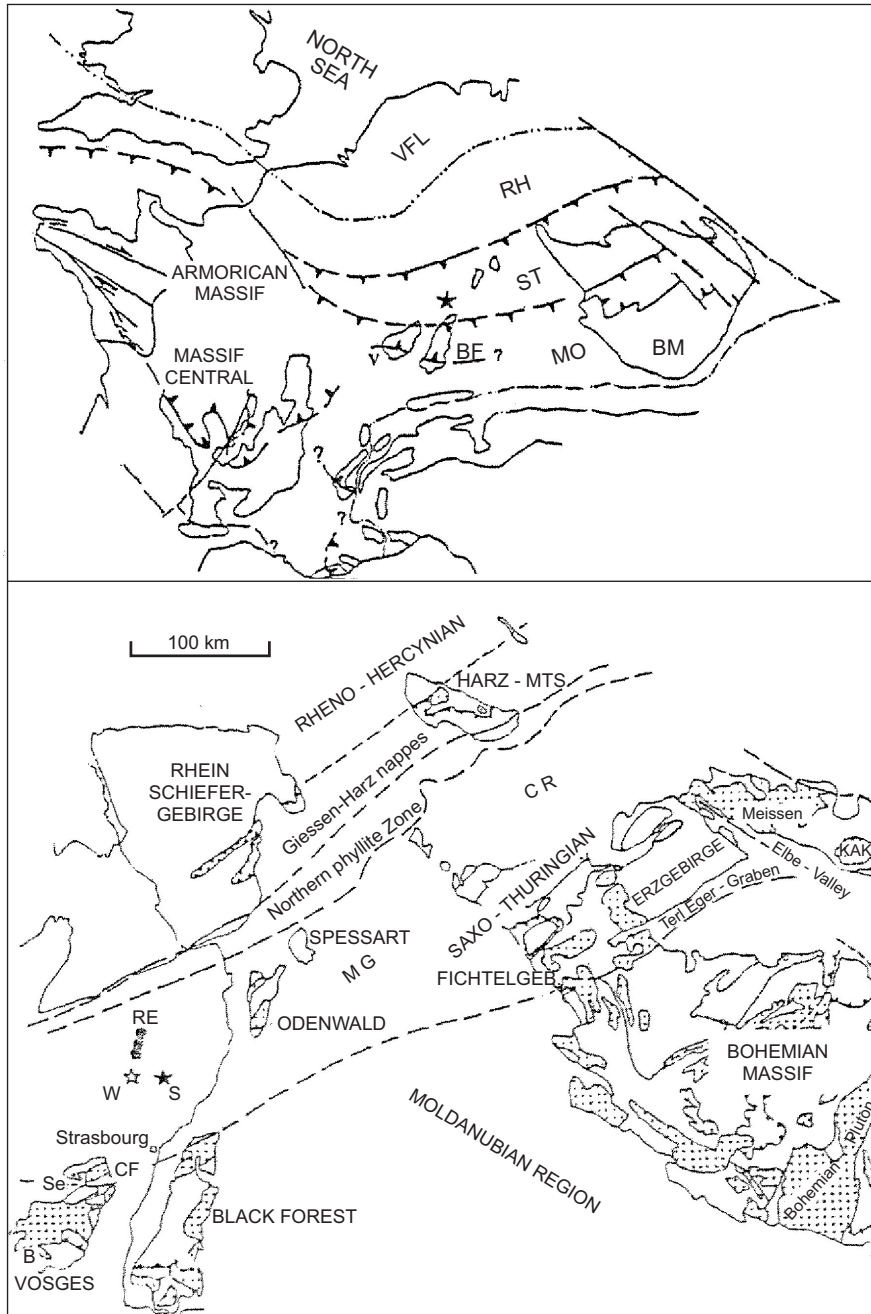 NORTH
SEA
VFL
RH
ARMORICAN
MASSIF
ST
MASSIF
CENTRAL
V
BF
?
MO
BM
?
?
?
100 km
RHENO - HERCYNIAN
HARZ - MTS
RHEIN
SCHIEFER-
GEBIRGE
Giessen-Harz nappes
Northern phyllite Zone
C R
Meissen
KAK
Elbe - Valley
ERZGEBIRGE
Terl Eger - Graben
SAXO - THURINGIAN
SPESSART
M G
FICHTELGEB.
ODENWALD
RE
W
S
BOHEMIAN
MASSIF
MOLDANUBIAN REGION
Strasbourg
CF
Se
Bohemian Pluton
BLACK FOREST
B
VOSGES